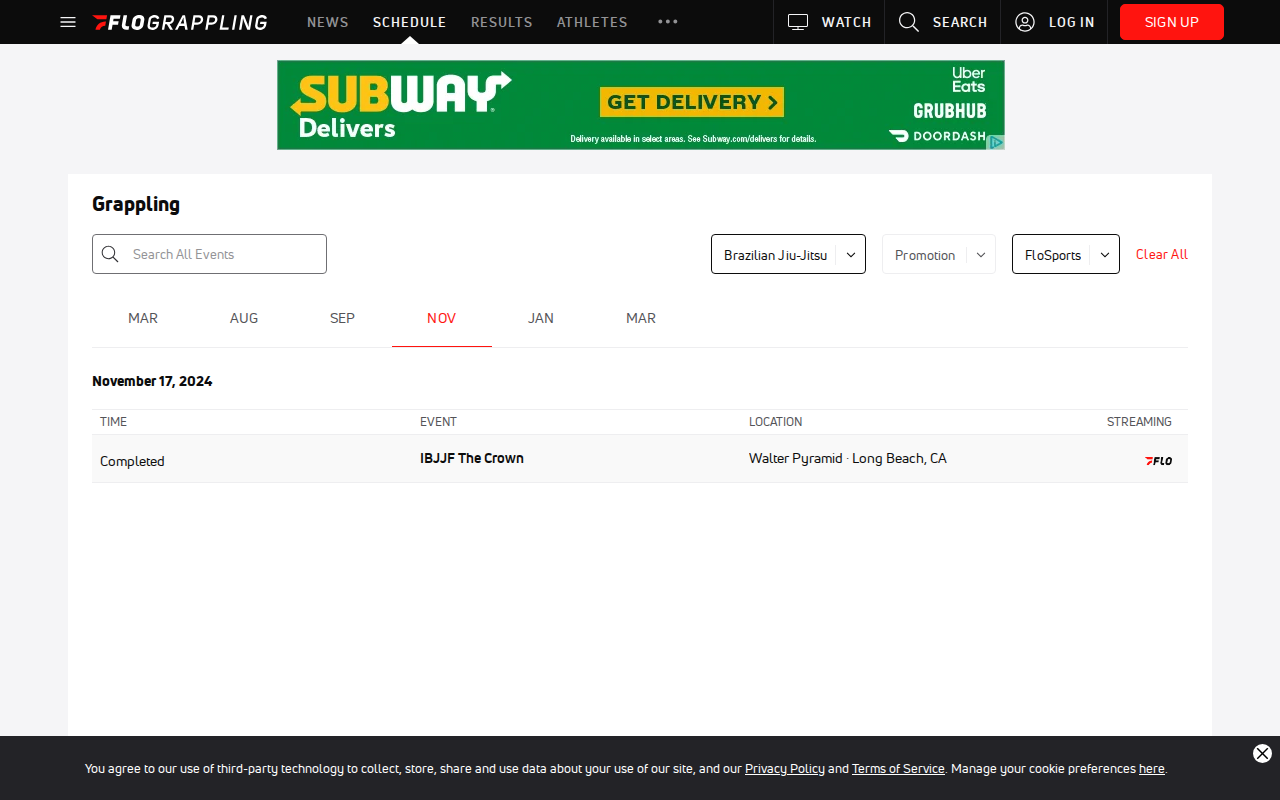 FLOGRAPPLING
NEWS
SCHEDULE
RESULTS
ATHLETES
WATCH
SEARCH
LOG IN
SIGN UP
SUBWAY
Delivers
GET DELIVERY
Delivery available in select areas. See Subway.com/delivers for details.
Uber
Eats
GRUBHUB
DOORDASH
Grappling
Search All Events
Brazilian Jiu-Jitsu
Promotion
FloSports
Clear All
MAR
AUG
SEP
NOV
JAN
MAR
November 17, 2024
TIME
EVENT
LOCATION
STREAMING
Completed
IBJJF The Crown
Walter Pyramid · Long Beach, CA
FLO
You agree to our use of third-party technology to collect, store, share and use data about your use of our site, and our Privacy Policy and Terms of Service. Manage your cookie preferences here.